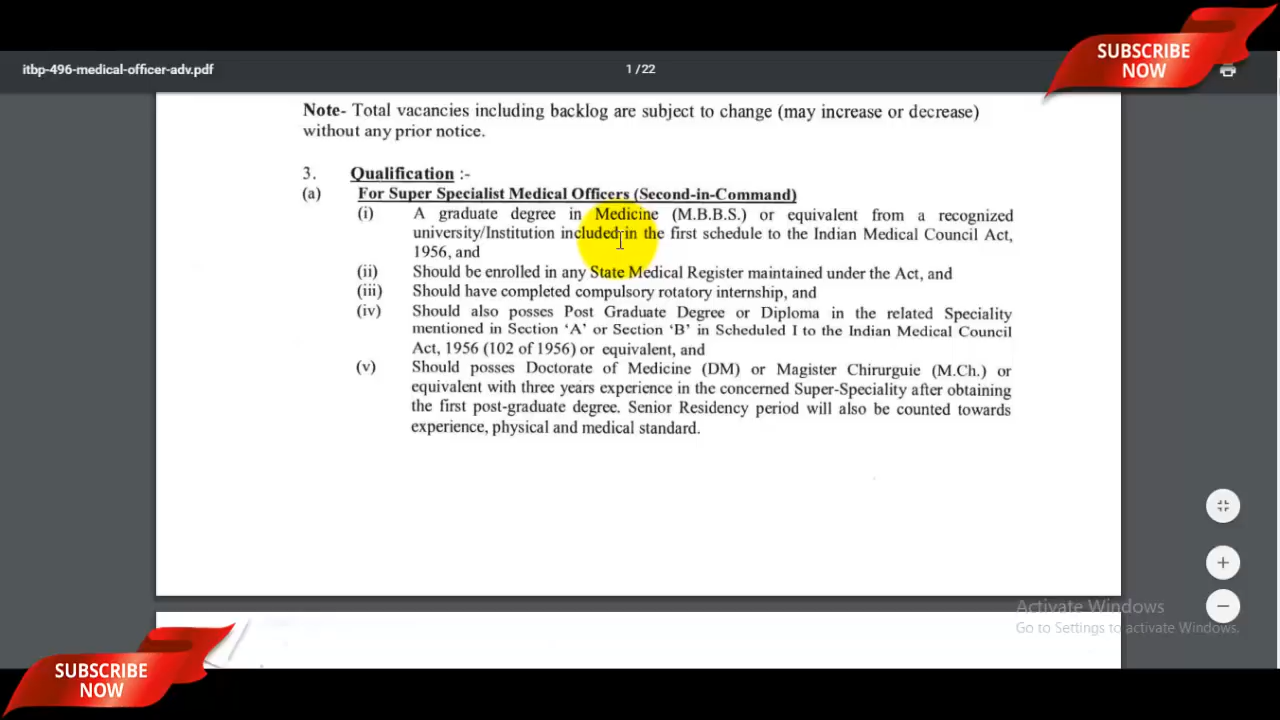 SUBSCRIBE
NOW
itbp-496-medical-officer-adv.pdf
1 / 22
Note- Total vacancies including backlog are subject to change (may increase or decrease)
without any prior notice.
3. Qualification :-
(a) For Super Specialist Medical Officers (Second-in-Command)
(i) A graduate degree in Medicine (M.B.B.S.) or equivalent from a recognized
university/Institution included in the first schedule to the Indian Medical Council Act,
1956, and
(ii) Should be enrolled in any State Medical Register maintained under the Act, and
(iii) Should have completed compulsory rotatory internship, and
(iv) Should also posses Post Graduate Degree or Diploma in the related Speciality
mentioned in Section ‘A’ or Section ‘B’ in Scheduled I to the Indian Medical Council
Act, 1956 (102 of 1956) or equivalent, and
(v) Should posses Doctorate of Medicine (DM) or Magister Chirurguie (M.Ch.) or
equivalent with three years experience in the concerned Super-Speciality after obtaining
the first post-graduate degree. Senior Residency period will also be counted towards
experience, physical and medical standard.
Activate Windows
Go to Settings to activate Windows.
SUBSCRIBE
NOW